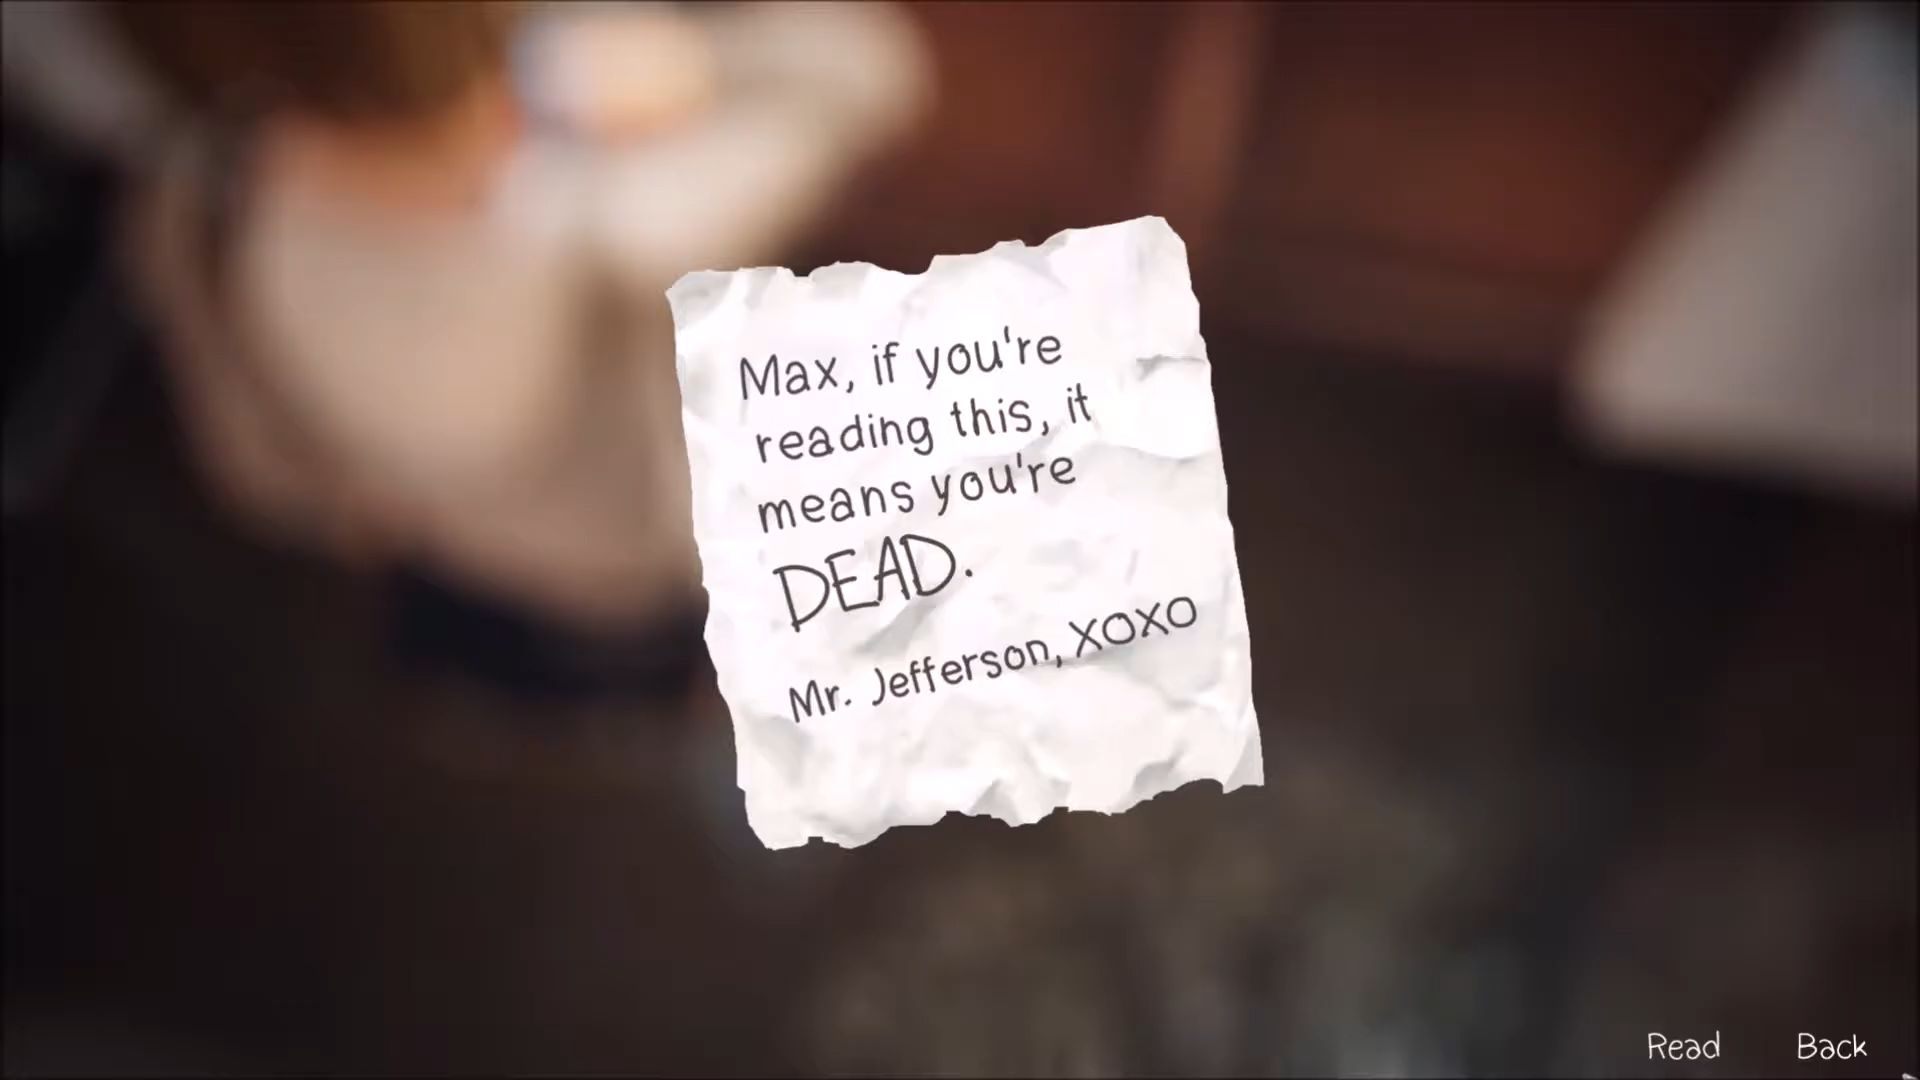 Max, if you're
reading this, it
means you're
DEAD.
Mr. Jefferson, XOXO
Read
Back